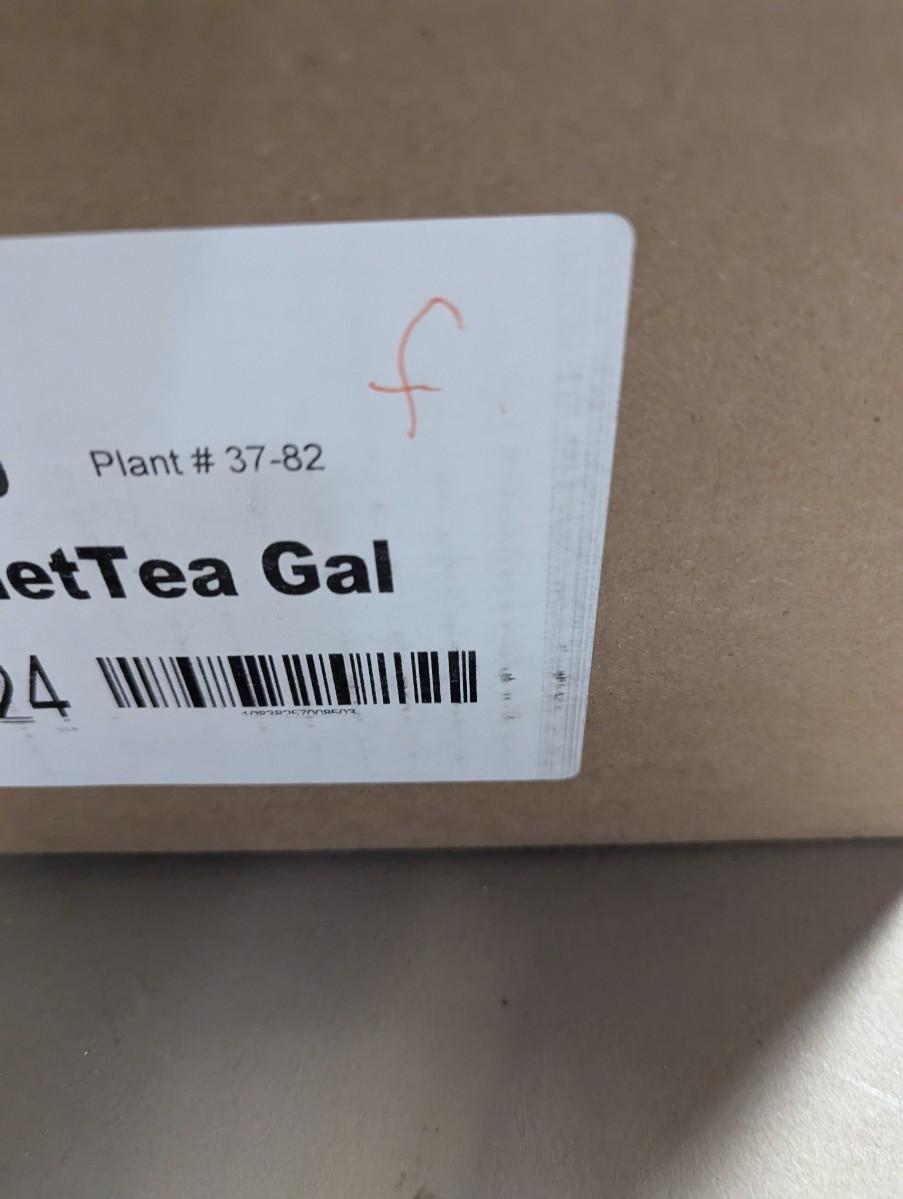 f
Plant # 37-82
etTea Gal
24